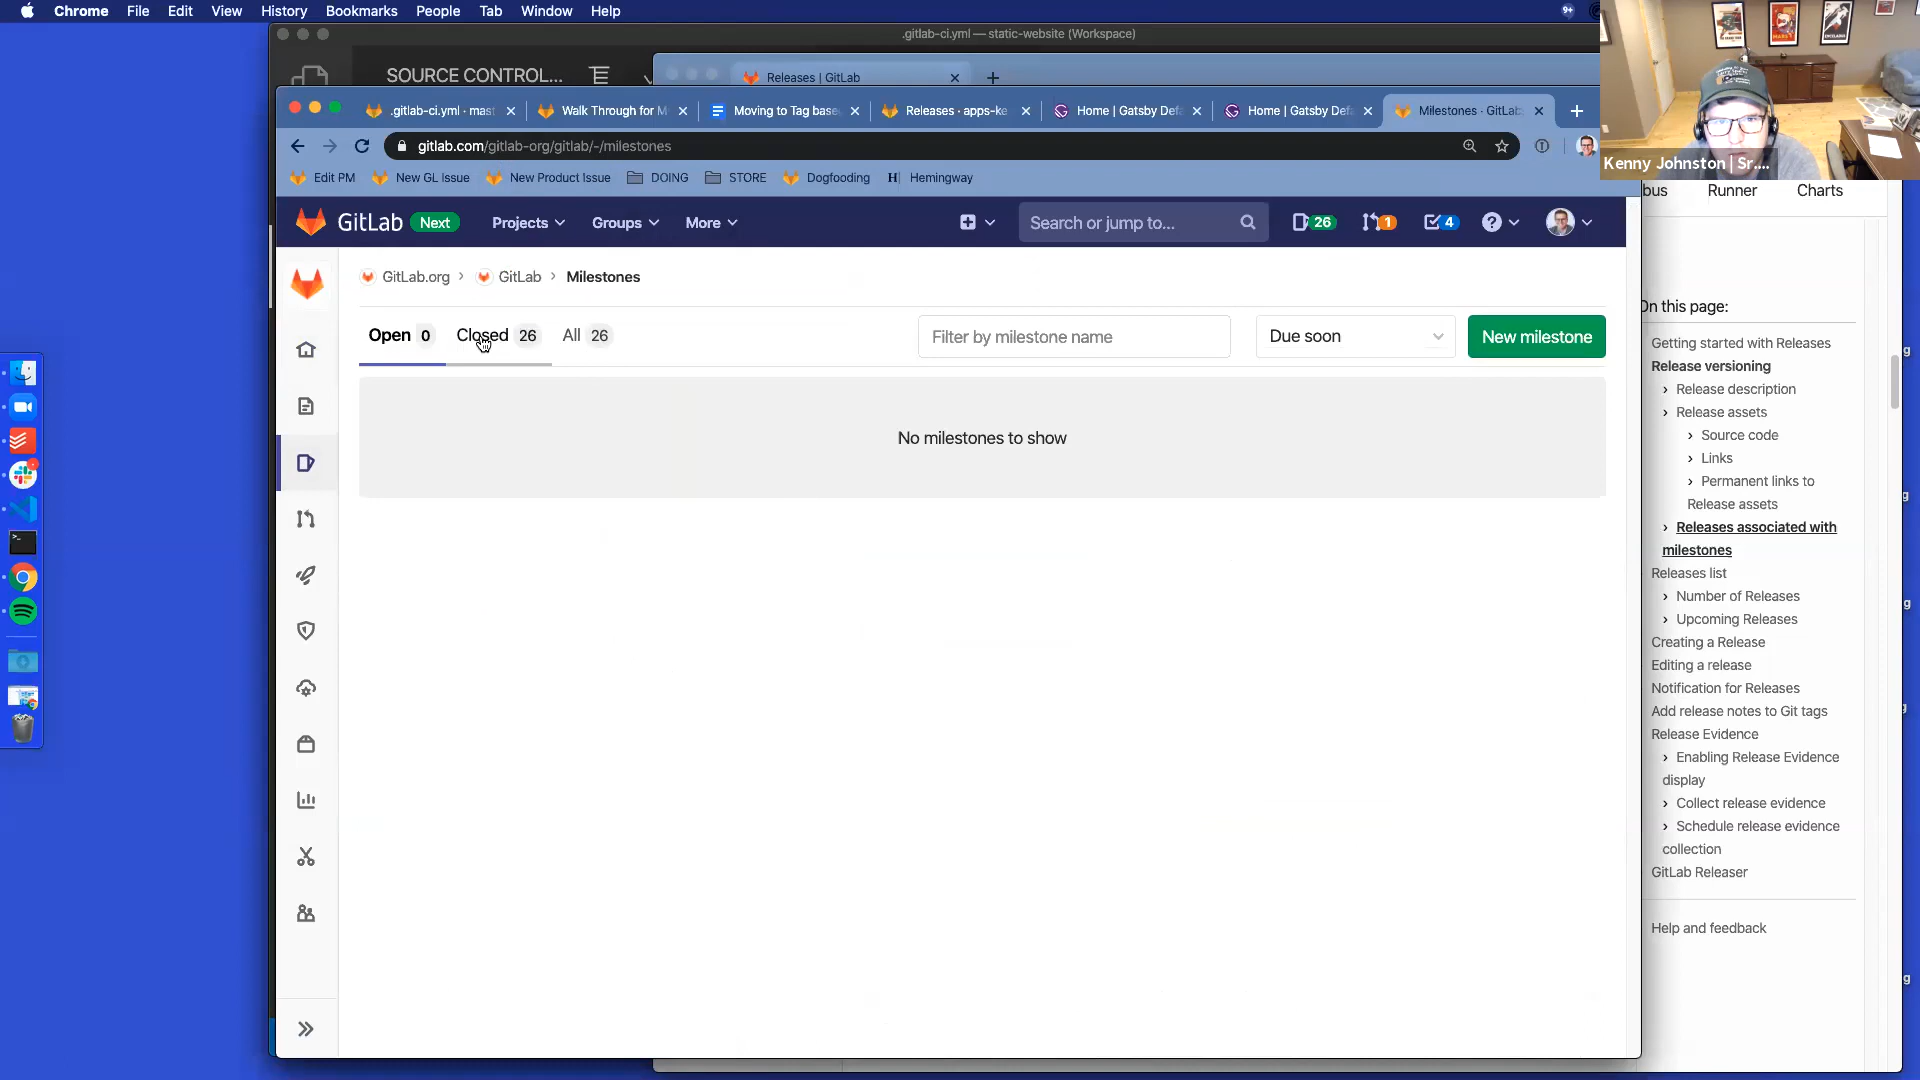 Chrome File Edit View History Bookmarks People Tab Window Help
9+
.gitlab-ci.yml — static-website (Workspace)
SOURCE CONTROL...
Releases | GitLab
.gitlab-ci.yml · mast
Walk Through for M
Moving to Tag base
Releases · apps-ke
Home | Gatsby Defa
Home | Gatsby Defa
Milestones · GitLab
gitlab.com/gitlab-org/gitlab/-/milestones
Edit PM
New GL Issue
New Product Issue
DOING
STORE
Dogfooding
Hemingway
Kenny Johnston | Sr....
bus Runner Charts
GitLab Next Projects Groups More Search or jump to... 26 1 4
GitLab.org › GitLab › Milestones
Open 0 Closed 26 All 26 Filter by milestone name Due soon New milestone
No milestones to show
On this page:
Getting started with Releases
Release versioning
› Release description
› Release assets
› Source code
› Links
› Permanent links to
Release assets
› Releases associated with
milestones
Releases list
› Number of Releases
› Upcoming Releases
Creating a Release
Editing a release
Notification for Releases
Add release notes to Git tags
Release Evidence
› Enabling Release Evidence
display
› Collect release evidence
› Schedule release evidence
collection
GitLab Releaser
Help and feedback